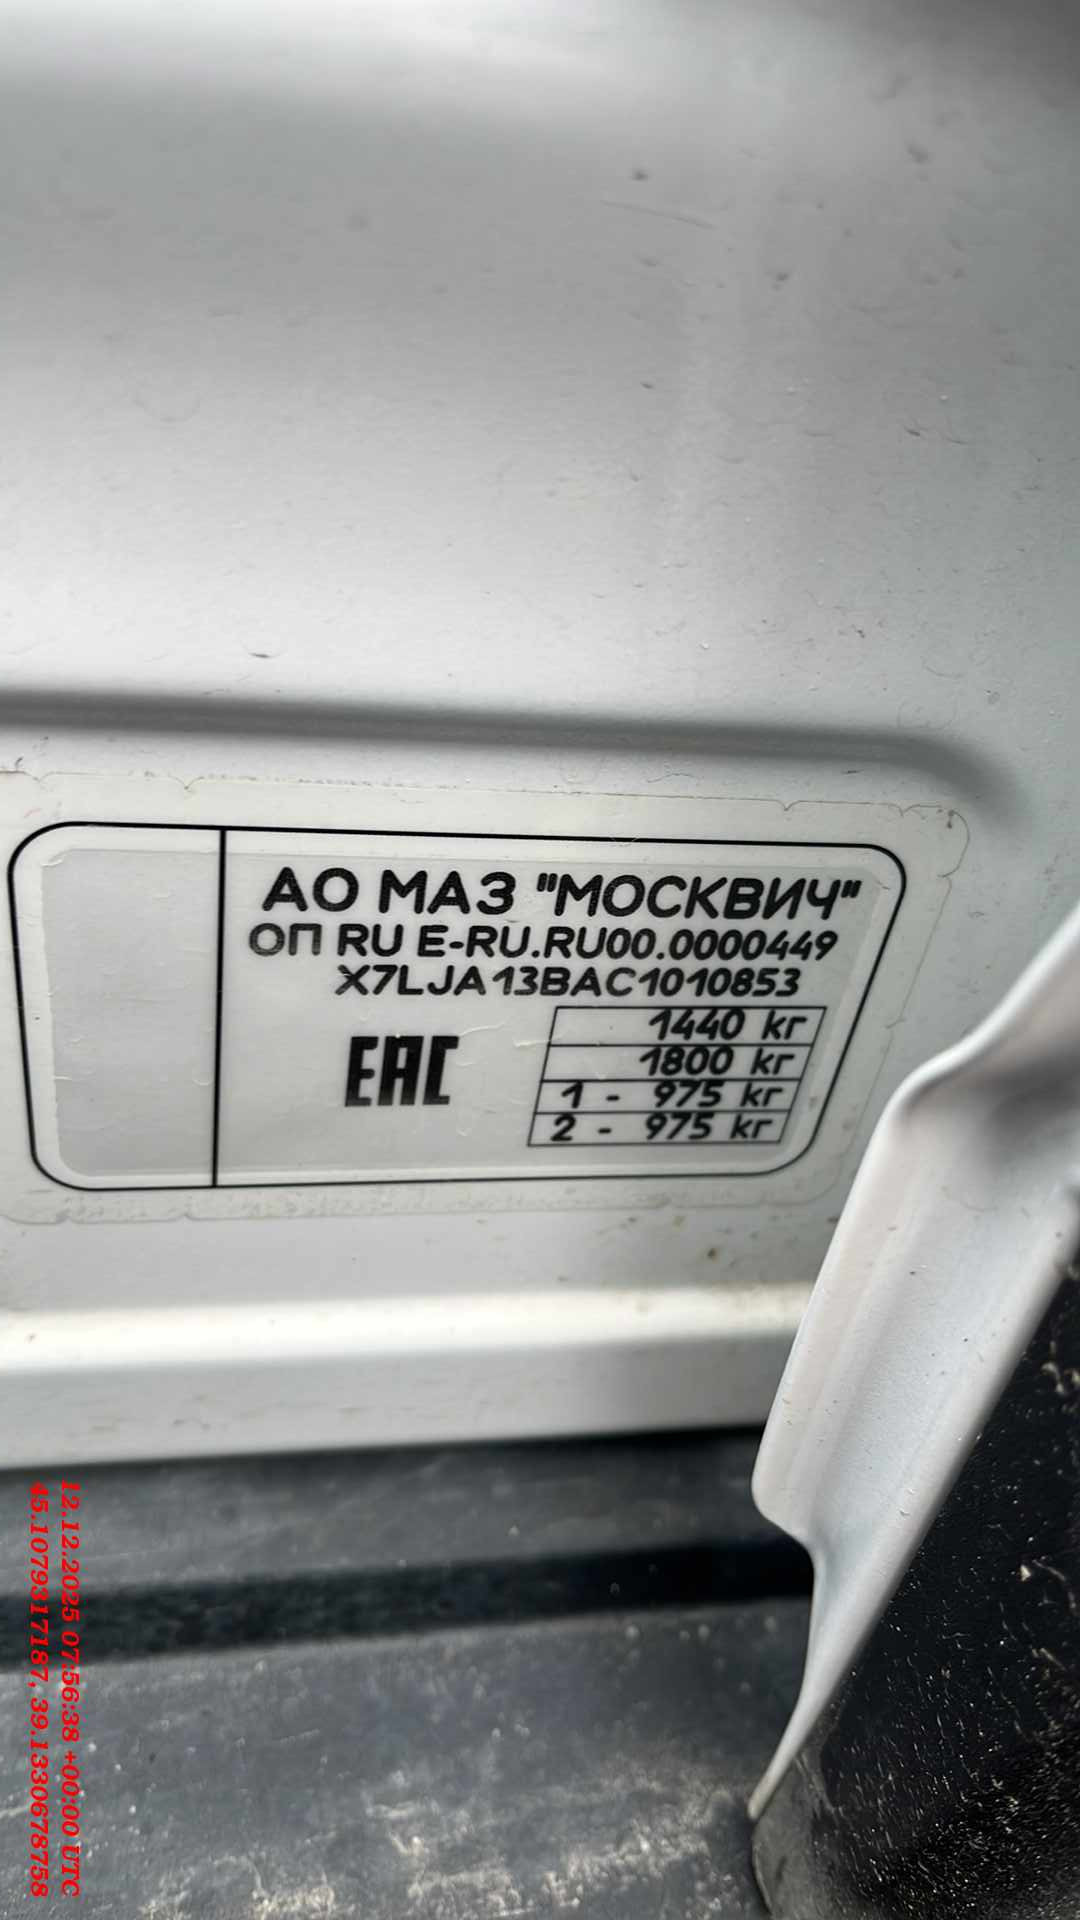 АО МАЗ "МОСКВИЧ"
ОП RU E-RU.RU00.0000449
X7LJA13BAC1010853
EAC
1440 кг
1800 кг
1 - 975 кг
2 - 975 кг
12.12.2025 07:56:38 +00:00 UTC
45.1079317187, 39.1330678758